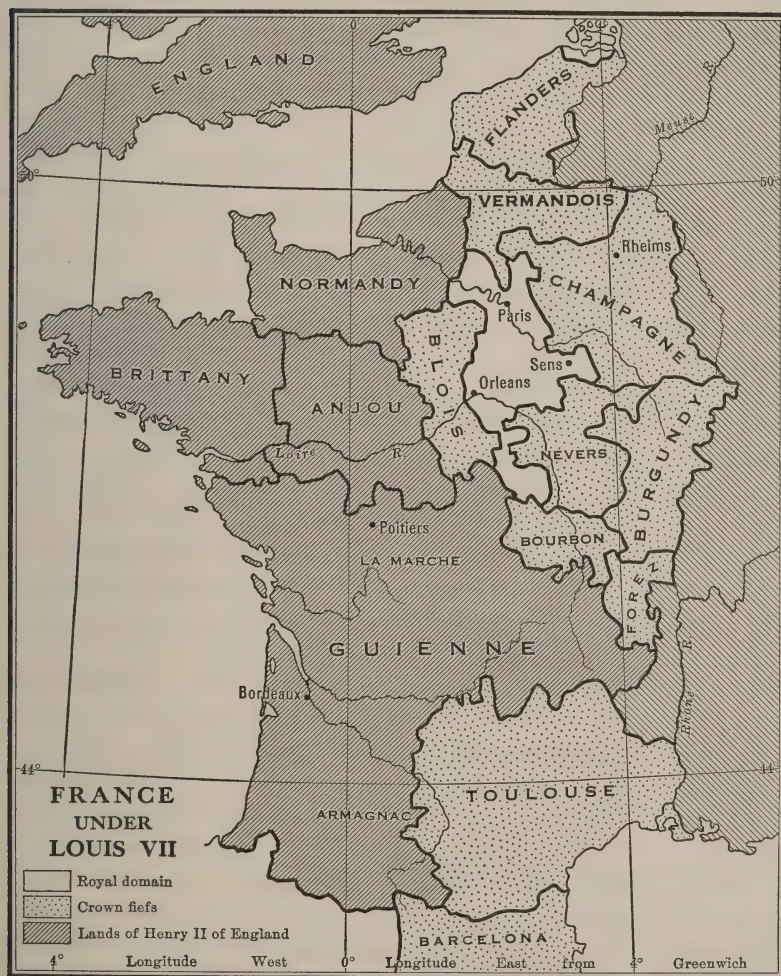 ENGLAND
FLANDERS
Meuse R.
50°
50°
VERMANDOIS
Rheims
NORMANDY
CHAMPAGNE
Paris
BLOIS
Sens
BRITTANY
ANJOU
Orleans
Loire R.
NEVERS
BURGUNDY
Poitiers
BOURBON
LA MARCHE
FOREZ
GUIENNE
Bordeaux
Rhone R.
44°
44°
TOULOUSE
ARMAGNAC
FRANCE
UNDER
LOUIS VII
Royal domain
Crown fiefs
Lands of Henry II of England
BARCELONA
0
4° Longitude West 0° Longitude East from 4° Greenwich